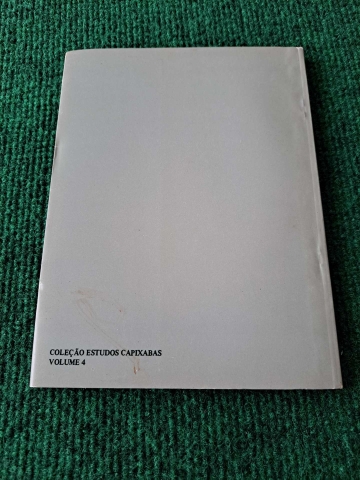 COLEÇÃO ESTUDOS CAPIXABAS
VOLUME 4